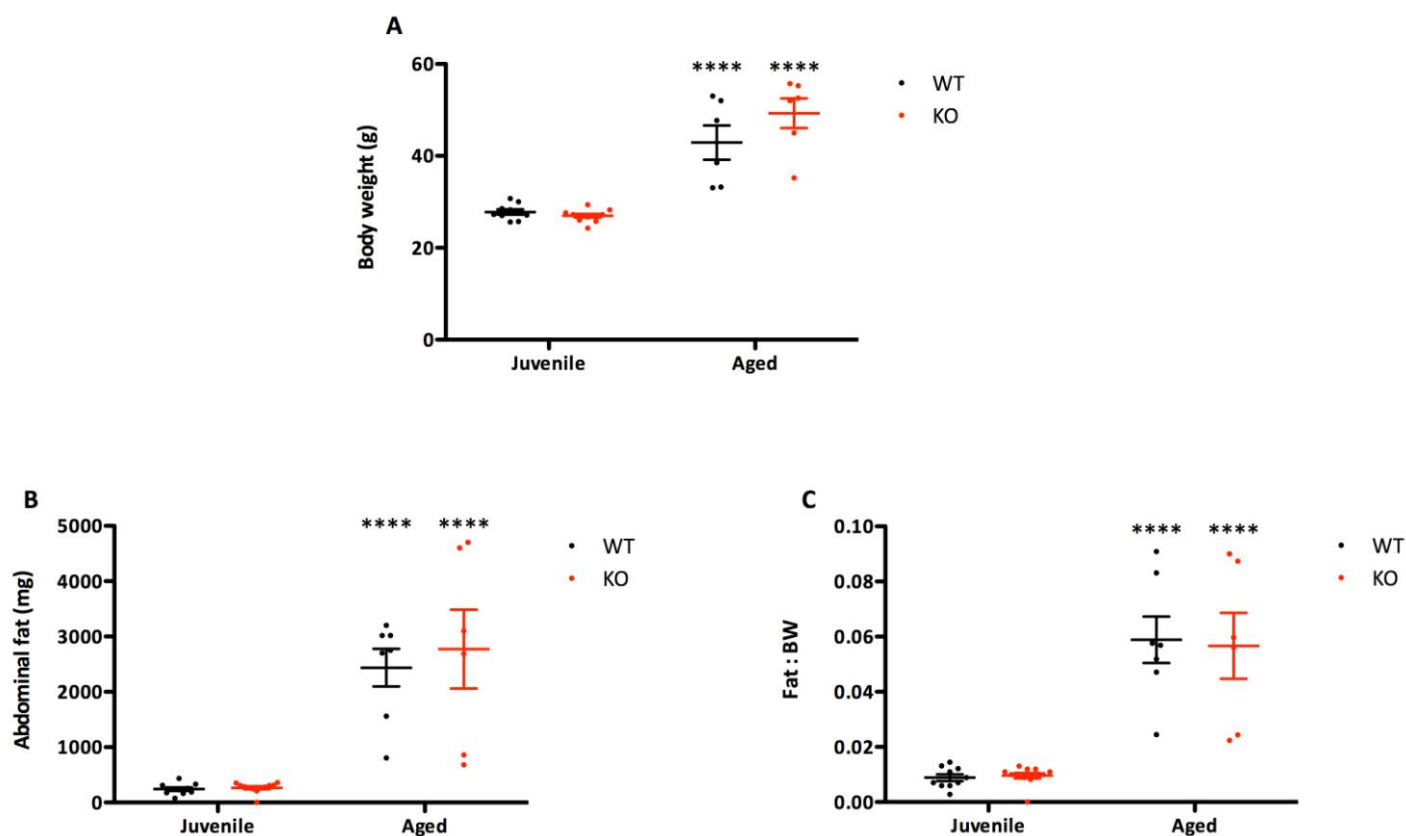 A
Body weight (g)
60
40
20
0
**** ****
WT
KO
Juvenile Aged
B
Abdominal fat (mg)
5000
4000
3000
2000
1000
0
**** ****
WT
KO
Juvenile Aged
C
Fat : BW
0.10
0.08
0.06
0.04
0.02
0.00
**** ****
WT
KO
Juvenile Aged